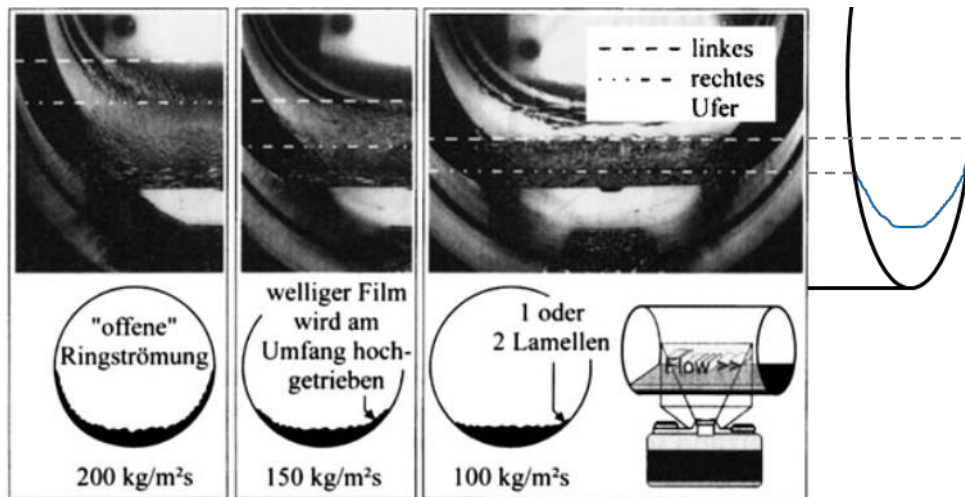 linkes
rechtes
Ufer
"offene"
Ringströmung
200 kg/m²s
welliger Film
wird am
Umfang hoch-
getrieben
150 kg/m²s
1 oder
2 Lamellen
100 kg/m²s
Flow >>